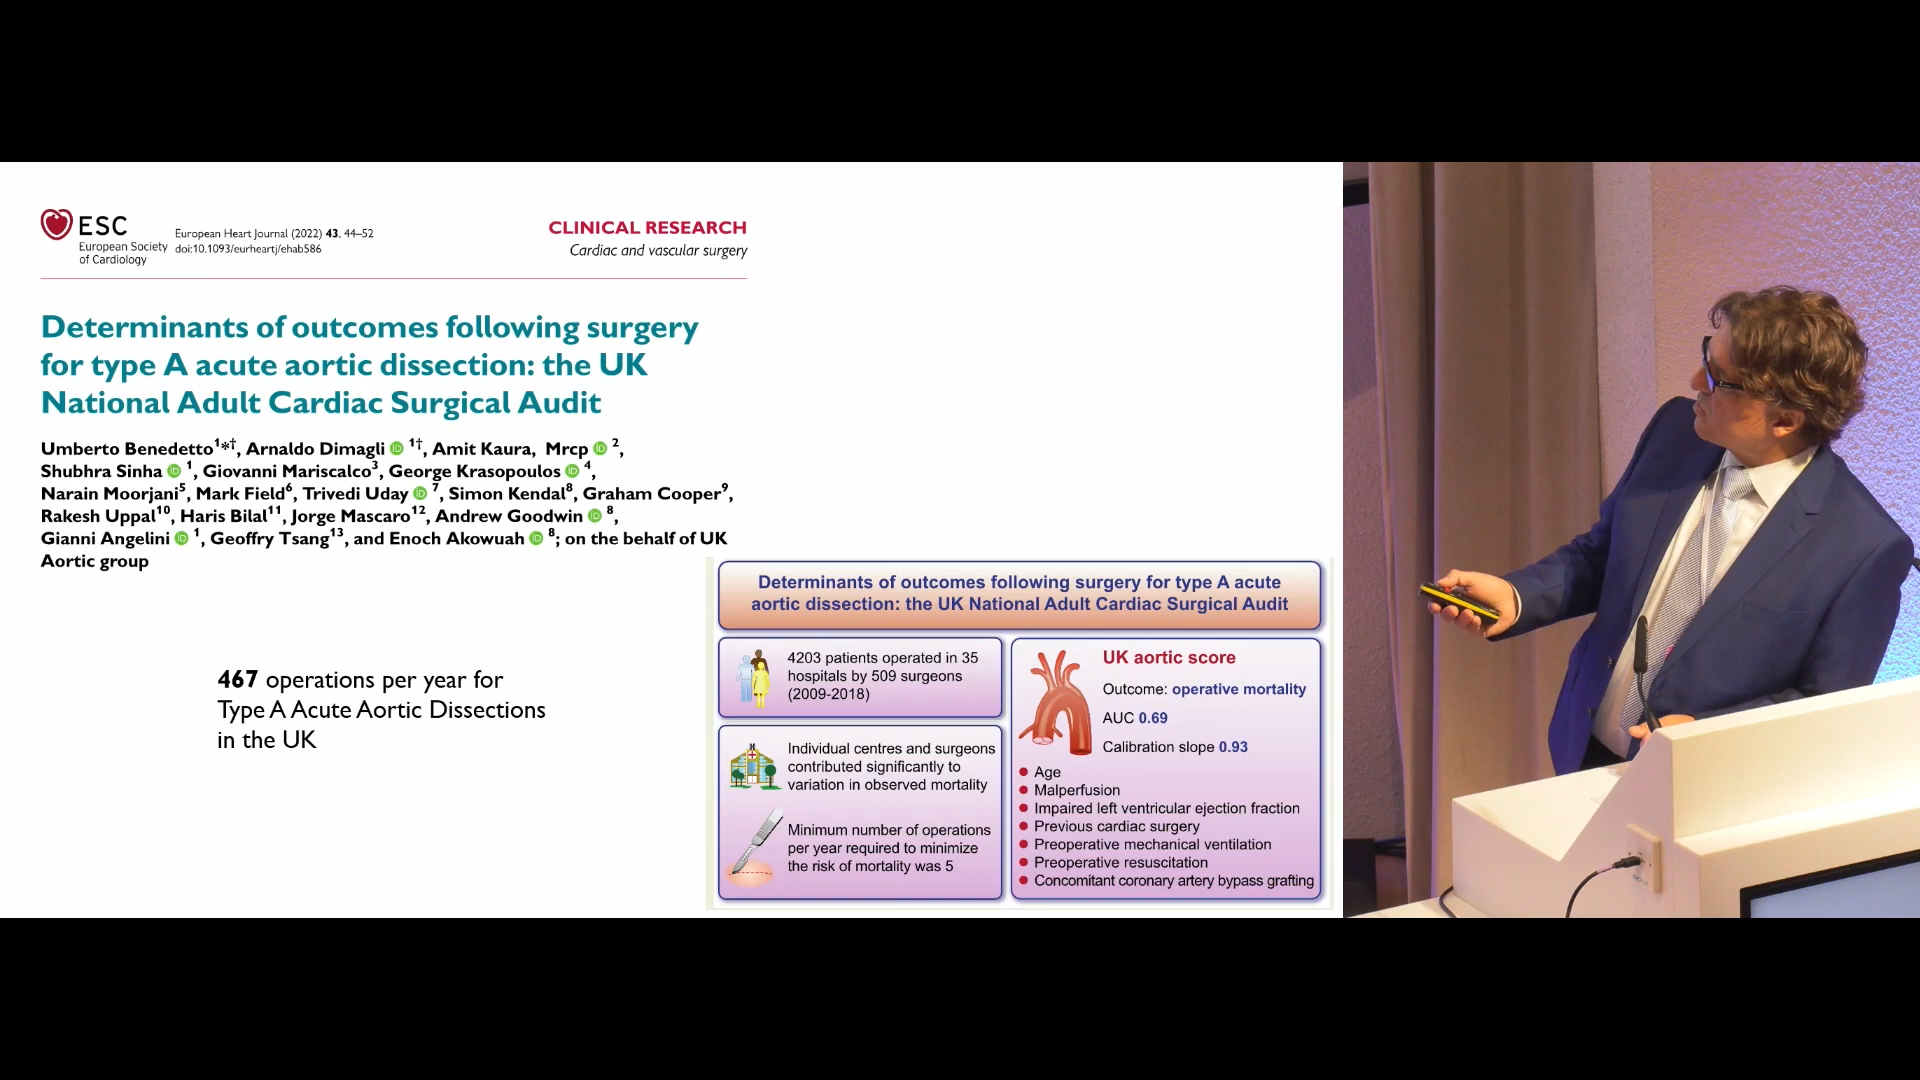 ESC
European Society
of Cardiology
European Heart Journal (2022) 43, 44–52
doi:10.1093/eurheartj/ehab586
CLINICAL RESEARCH
Cardiac and vascular surgery
Determinants of outcomes following surgery
for type A acute aortic dissection: the UK
National Adult Cardiac Surgical Audit
Umberto Benedetto1*†, Arnaldo Dimagli iD 1†, Amit Kaura, Mrcp iD 2,
Shubhra Sinha iD 1, Giovanni Mariscalco3, George Krasopoulos iD 4,
Narain Moorjani5, Mark Field6, Trivedi Uday iD 7, Simon Kendal8, Graham Cooper9,
Rakesh Uppal10, Haris Bilal11, Jorge Mascaro12, Andrew Goodwin iD 8,
Gianni Angelini iD 1, Geoffry Tsang13, and Enoch Akowuah iD 8; on the behalf of UK
Aortic group
467 operations per year for
Type A Acute Aortic Dissections
in the UK
Determinants of outcomes following surgery for type A acute
aortic dissection: the UK National Adult Cardiac Surgical Audit
4203 patients operated in 35
hospitals by 509 surgeons
(2009-2018)
H
Individual centres and surgeons
contributed significantly to
variation in observed mortality
Minimum number of operations
per year required to minimize
the risk of mortality was 5
UK aortic score
Outcome: operative mortality
AUC 0.69
Calibration slope 0.93
Age
Malperfusion
Impaired left ventricular ejection fraction
Previous cardiac surgery
Preoperative mechanical ventilation
Preoperative resuscitation
Concomitant coronary artery bypass grafting